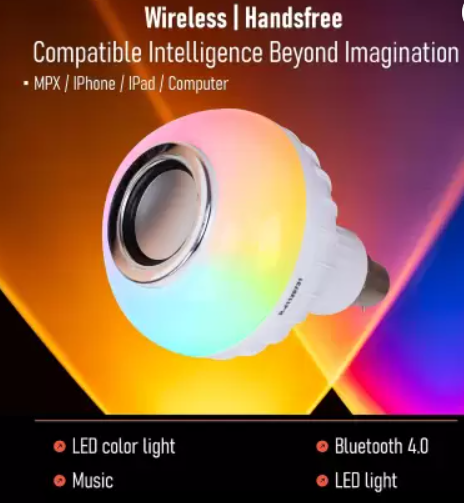 Wireless | Handsfree
Compatible Intelligence Beyond Imagination
• MPX / IPhone / IPad / Computer
LED color light
Bluetooth 4.0
Music
LED light